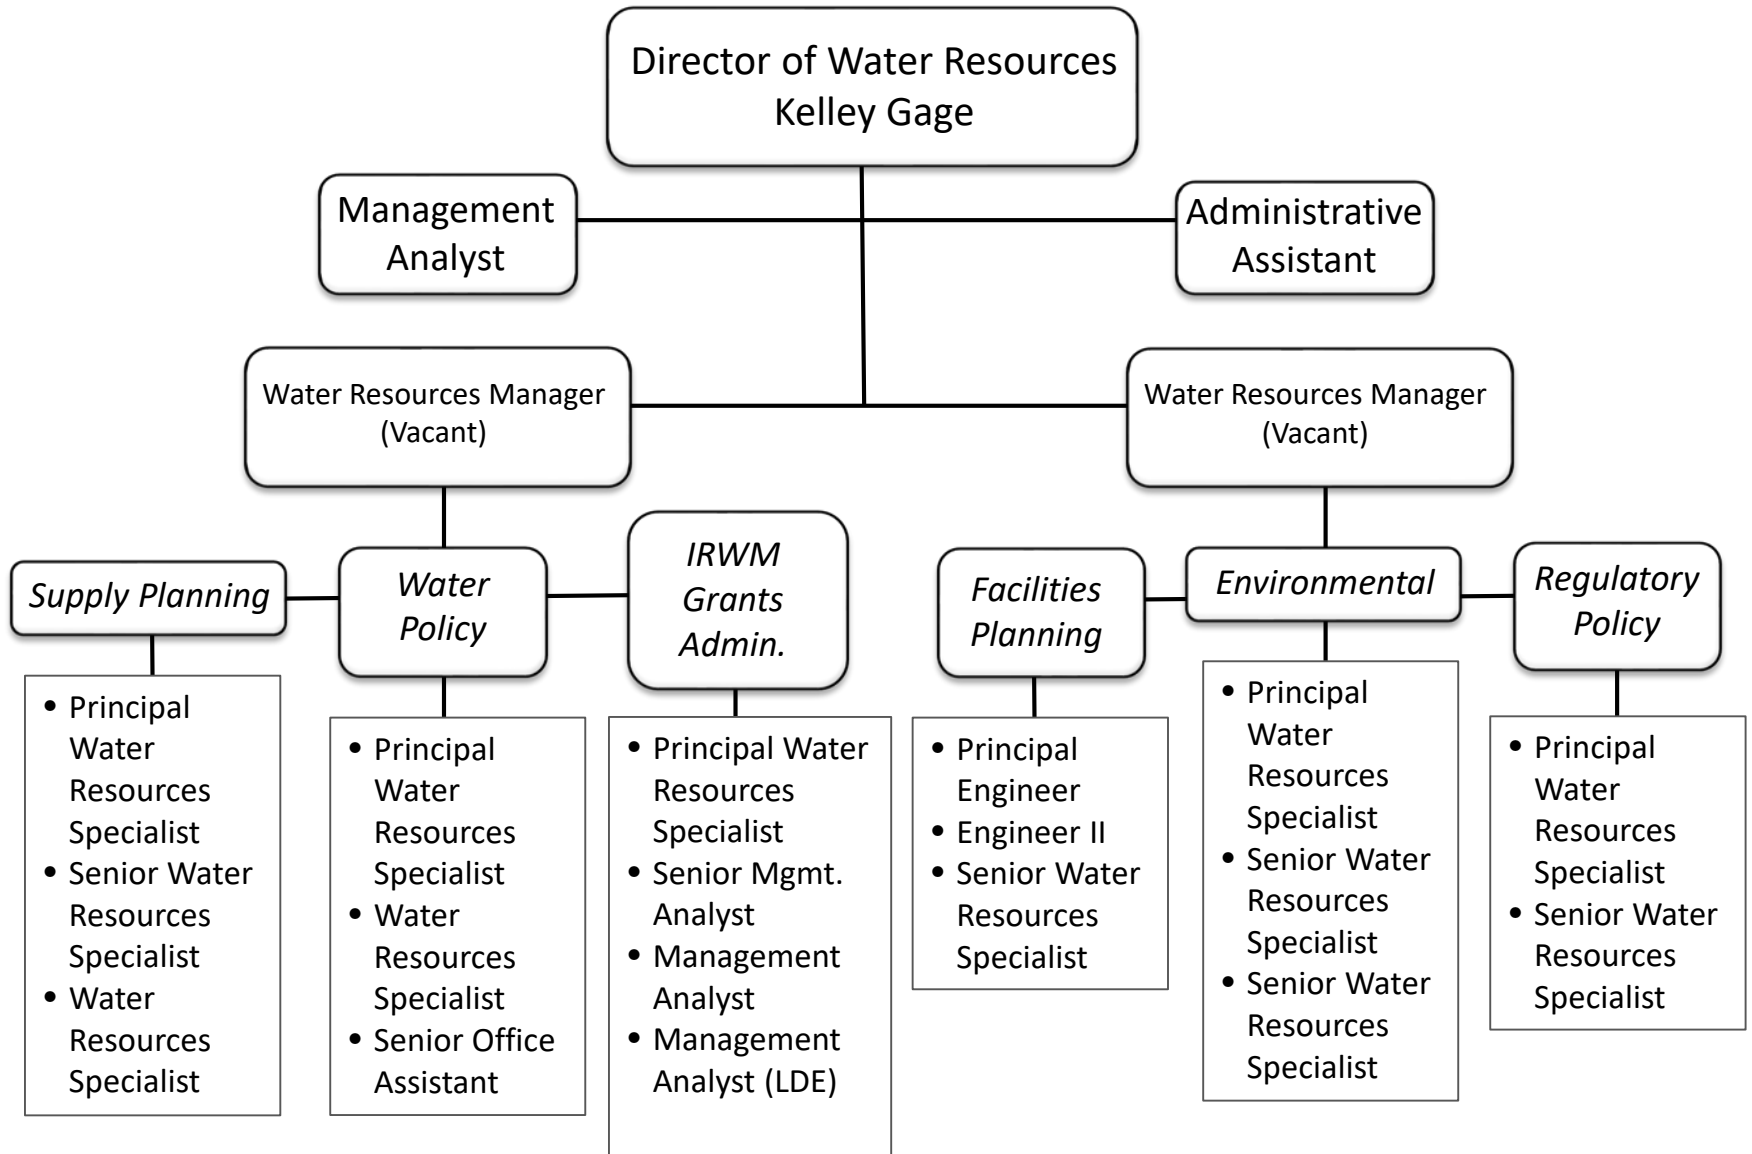 Director of Water Resources
Kelley Gage
Management
Analyst
Administrative
Assistant
Water Resources Manager
(Vacant)
Water Resources Manager
(Vacant)
Supply Planning
Water
Policy
IRWM
Grants
Admin.
Facilities
Planning
Environmental
Regulatory
Policy
• Principal
Water
Resources
Specialist
• Senior Water
Resources
Specialist
• Water
Resources
Specialist
• Principal
Water
Resources
Specialist
• Water
Resources
Specialist
• Senior Office
Assistant
• Principal Water
Resources
Specialist
• Senior Mgmt.
Analyst
• Management
Analyst
• Management
Analyst (LDE)
• Principal
Engineer
• Engineer II
• Senior Water
Resources
Specialist
• Principal
Water
Resources
Specialist
• Senior Water
Resources
Specialist
• Senior Water
Resources
Specialist
• Principal
Water
Resources
Specialist
• Senior Water
Resources
Specialist